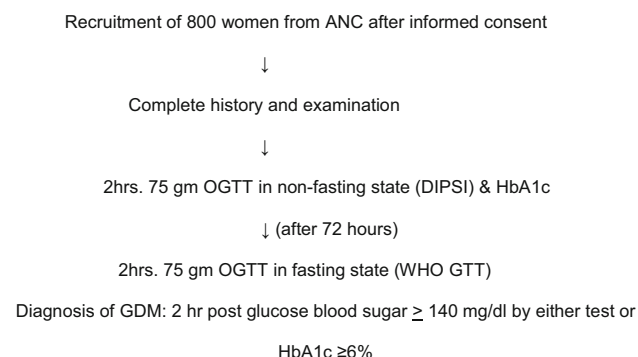 Recruitment of 800 women from ANC after informed consent
↓
Complete history and examination
↓
2hrs. 75 gm OGTT in non-fasting state (DIPSI) & HbA1c
↓ (after 72 hours)
2hrs. 75 gm OGTT in fasting state (WHO GTT)
Diagnosis of GDM: 2 hr post glucose blood sugar ≥ 140 mg/dl by either test or
HbA1c ≥6%